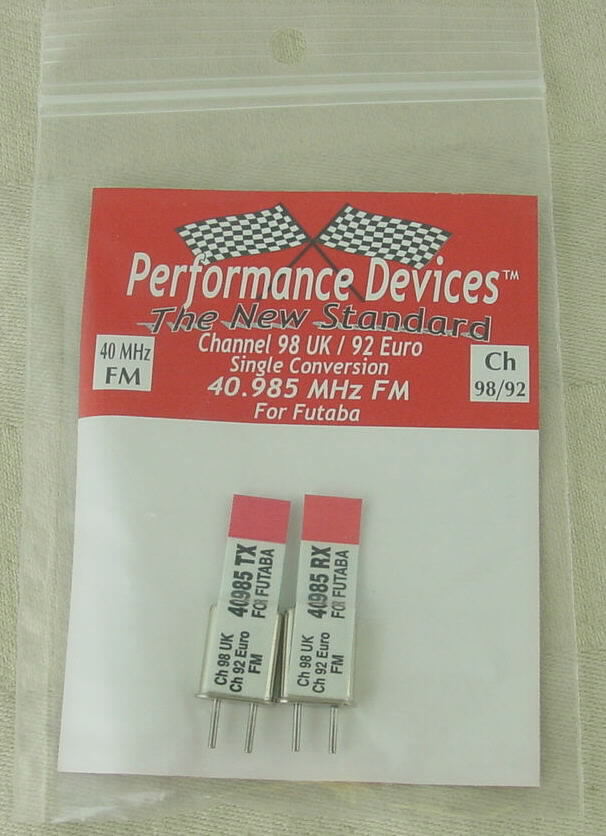 Performance Devices™
The New Standard
Channel 98 UK / 92 Euro
Single Conversion
40.985 MHz FM
For Futaba
40 MHz
FM
Ch
98/92
40985 TX
FOR FUTABA
Ch 98 UK
Ch 92 Euro
FM
40985 RX
FOR FUTABA
Ch 98 UK
Ch 92 Euro
FM